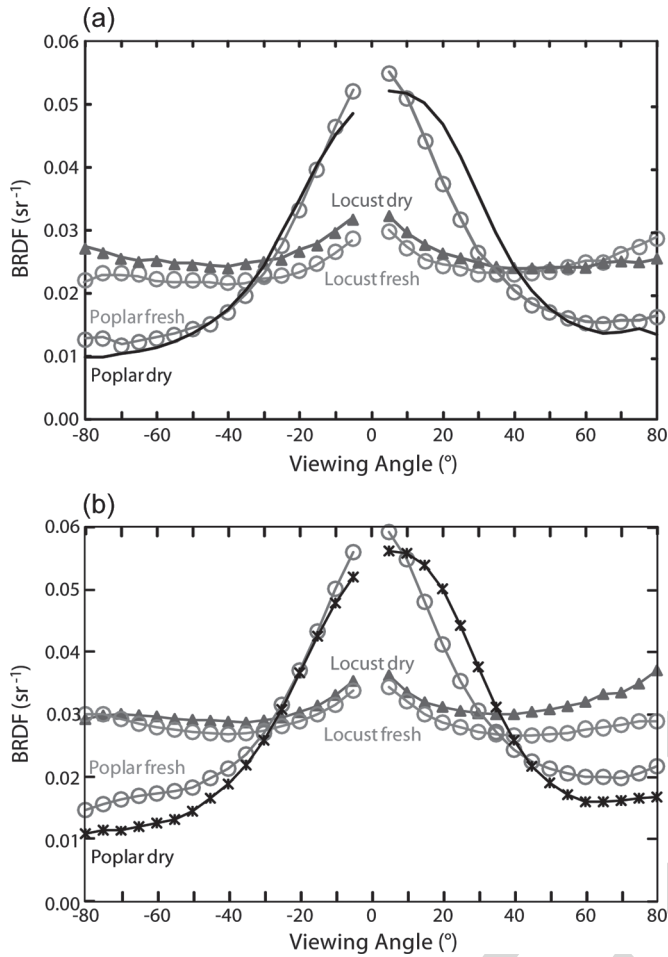 (a)
0.06
0.05
0.04
0.03
0.02
0.01
0.00
BRDF (sr⁻¹)
Locust dry
Locust fresh
Poplar fresh
Poplar dry
-80 -60 -40 -20 0 20 40 60 80
Viewing Angle (°)
(b)
0.06
0.05
0.04
0.03
0.02
0.01
0.00
BRDF (sr⁻¹)
Locust dry
Locust fresh
Poplar fresh
Poplar dry
-80 -60 -40 -20 0 20 40 60 80
Viewing Angle (°)